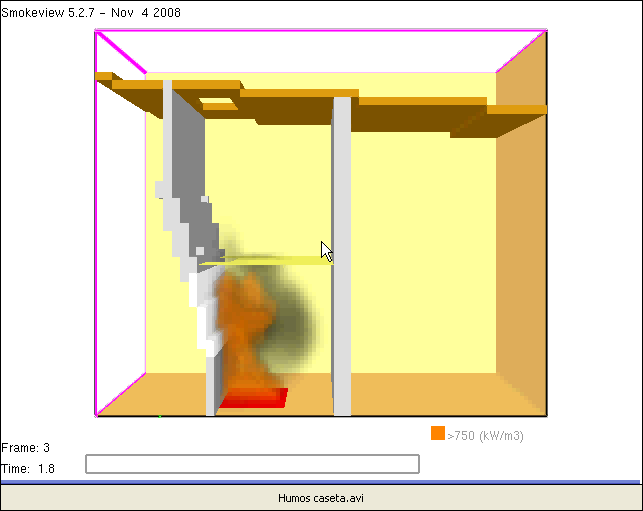 Smokeview 5.2.7 - Nov 4 2008
>750 (kW/m3)
Frame: 3
Time: 1.8
Humos caseta.avi